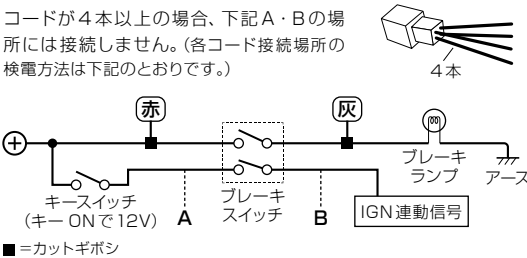 コードが4本以上の場合、下記A・Bの場
所には接続しません。(各コード接続場所の
検電方法は下記のとおりです。)
4本
赤
灰
ブレーキ
ランプ
アース
キースイッチ
(キーONで12V)
A
ブレーキ
スイッチ
B
IGN連動信号
■=カットギボシ